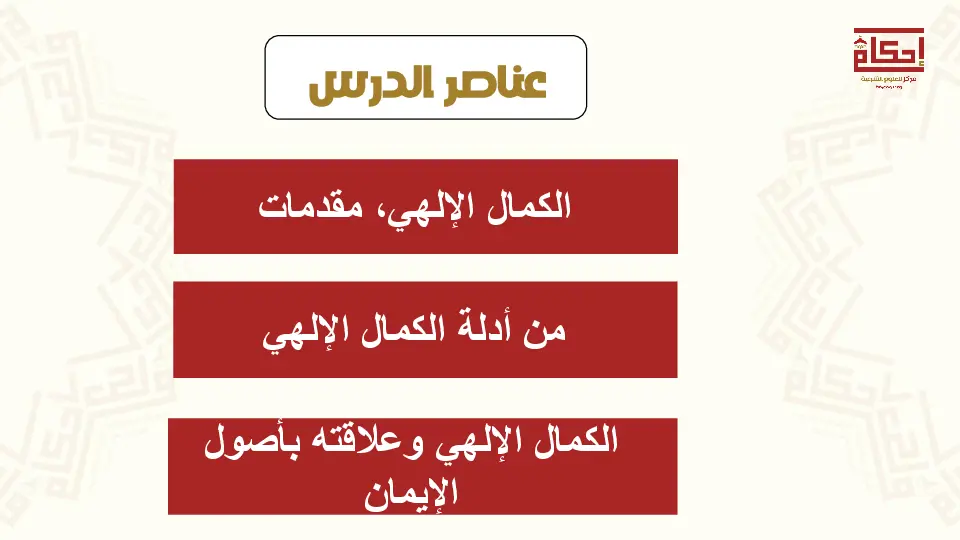 إحكام
مركز للعلوم الشرعية
عناصر الدرس
الكمال الإلهي، مقدمات
من أدلة الكمال الإلهي
الكمال الإلهي وعلاقته بأصول
الإيمان